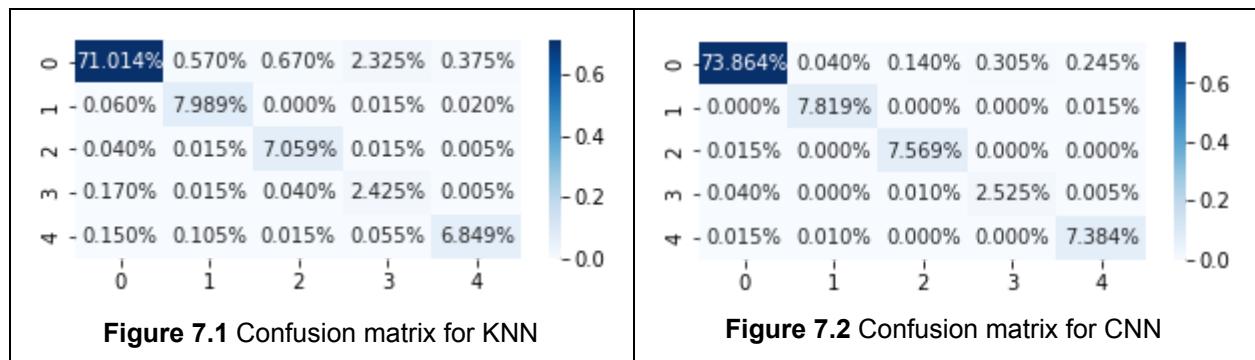 0 71.014% 0.570% 0.670% 2.325% 0.375%
1 0.060% 7.989% 0.000% 0.015% 0.020%
2 0.040% 0.015% 7.059% 0.015% 0.005%
3 0.170% 0.015% 0.040% 2.425% 0.005%
4 0.150% 0.105% 0.015% 0.055% 6.849%
0 1 2 3 4
0.6
0.4
0.2
0.0
Figure 7.1 Confusion matrix for KNN
0 73.864% 0.040% 0.140% 0.305% 0.245%
1 0.000% 7.819% 0.000% 0.000% 0.015%
2 0.015% 0.000% 7.569% 0.000% 0.000%
3 0.040% 0.000% 0.010% 2.525% 0.005%
4 0.015% 0.010% 0.000% 0.000% 7.384%
0 1 2 3 4
0.6
0.4
0.2
0.0
Figure 7.2 Confusion matrix for CNN